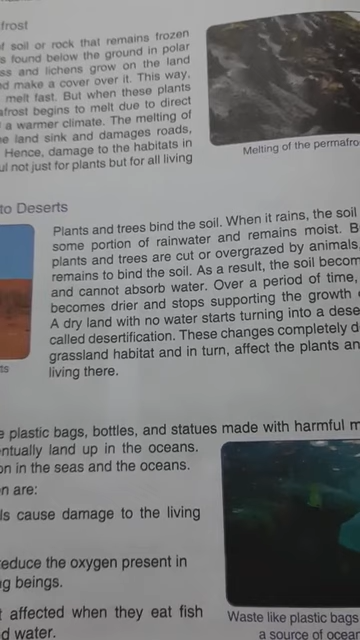 frost
f soil or rock that remains frozen
s found below the ground in polar
ss and lichens grow on the land
nd make a cover over it. This way,
melt fast. But when these plants
afrost begins to melt due to direct
a warmer climate. The melting of
e land sink and damages roads,
Hence, damage to the habitats in
ul not just for plants but for all living
Melting of the permafro
to Deserts
Plants and trees bind the soil. When it rains, the soil
some portion of rainwater and remains moist. B
plants and trees are cut or overgrazed by animals,
remains to bind the soil. As a result, the soil becom
and cannot absorb water. Over a period of time,
becomes drier and stops supporting the growth
A dry land with no water starts turning into a dese
called desertification. These changes completely d
grassland habitat and in turn, affect the plants an
living there.
ts
e plastic bags, bottles, and statues made with harmful m
entually land up in the oceans.
on in the seas and the oceans.
n are:
ls cause damage to the living
reduce the oxygen present in
ng beings.
t affected when they eat fish
d water.
Waste like plastic bags
a source of ocean